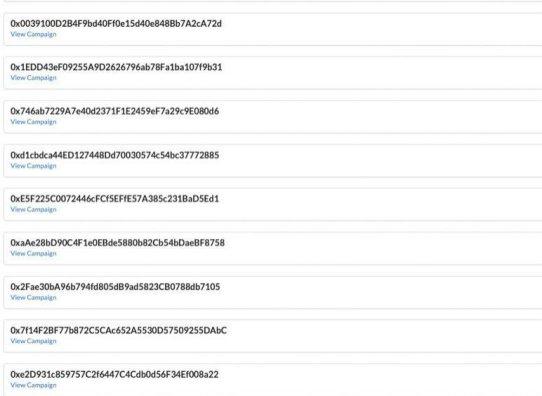 0x0039100D2B4F9bd40Ff0e15d40e848Bb7A2cA72d
View Campaign
0x1EDD43eF09255A9D2626796ab78Fa1ba107f9b31
View Campaign
0x746ab7229A7e40d2371F1E2459eF7a29c9E080d6
View Campaign
0xd1cbdca44ED127448Dd70030574c54bc37772885
View Campaign
0xE5F225C0072446cFCf5EFfE57A385c231BaD5Ed1
View Campaign
0xaAe28bD90C4F1e0EBde5880b82Cb54bDaeBF8758
View Campaign
0x2Fae30bA96b794fd805dB9ad5823CB0788db7105
View Campaign
0x7f14F2BF77b872C5CAc652A5530D57509255DAbC
View Campaign
0xe2D931c859757C2f6447C4Cdb0d56F34Ef008a22
View Campaign